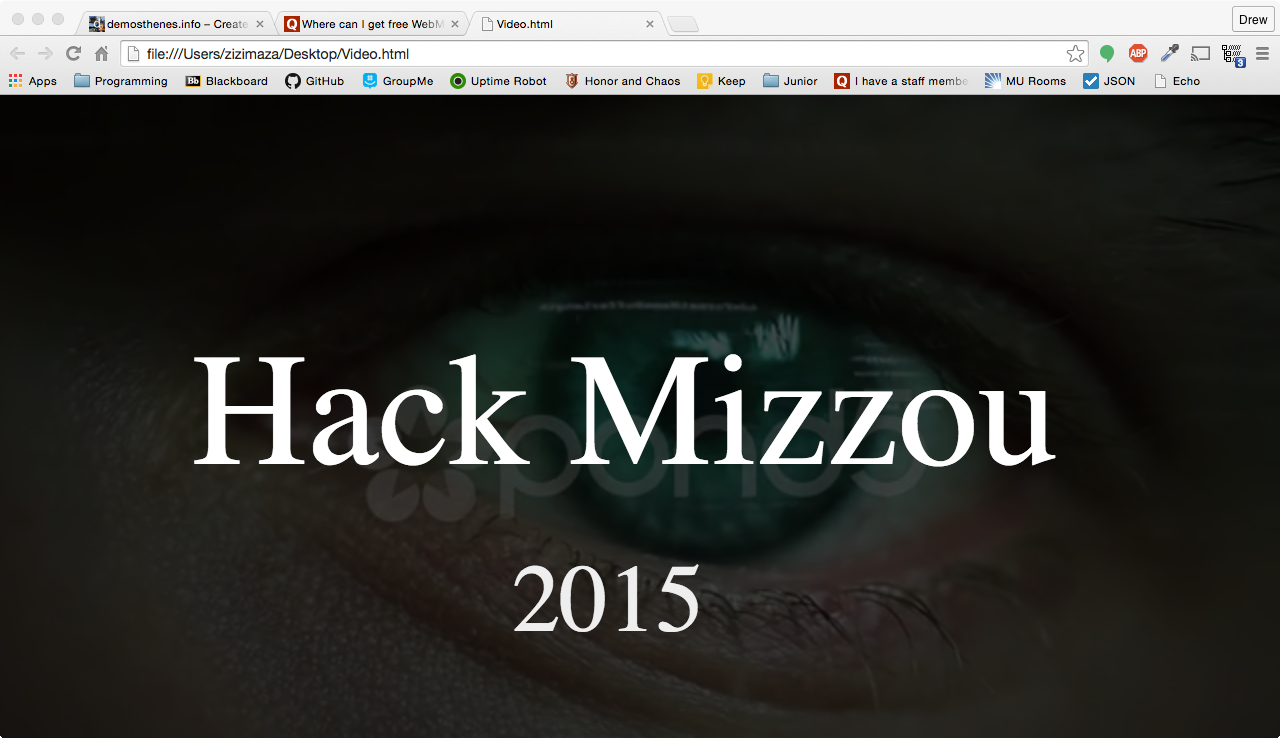 demosthenes.info – Create
Where can I get free WebM
Video.html
Drew
file:///Users/zizimaza/Desktop/Video.html
ABP
3
Apps
Programming
Bb
Blackboard
GitHub
GroupMe
Uptime Robot
Honor and Chaos
Keep
Junior
I have a staff membe
MU Rooms
JSON
Echo
Hack Mizzou
pond5
2015